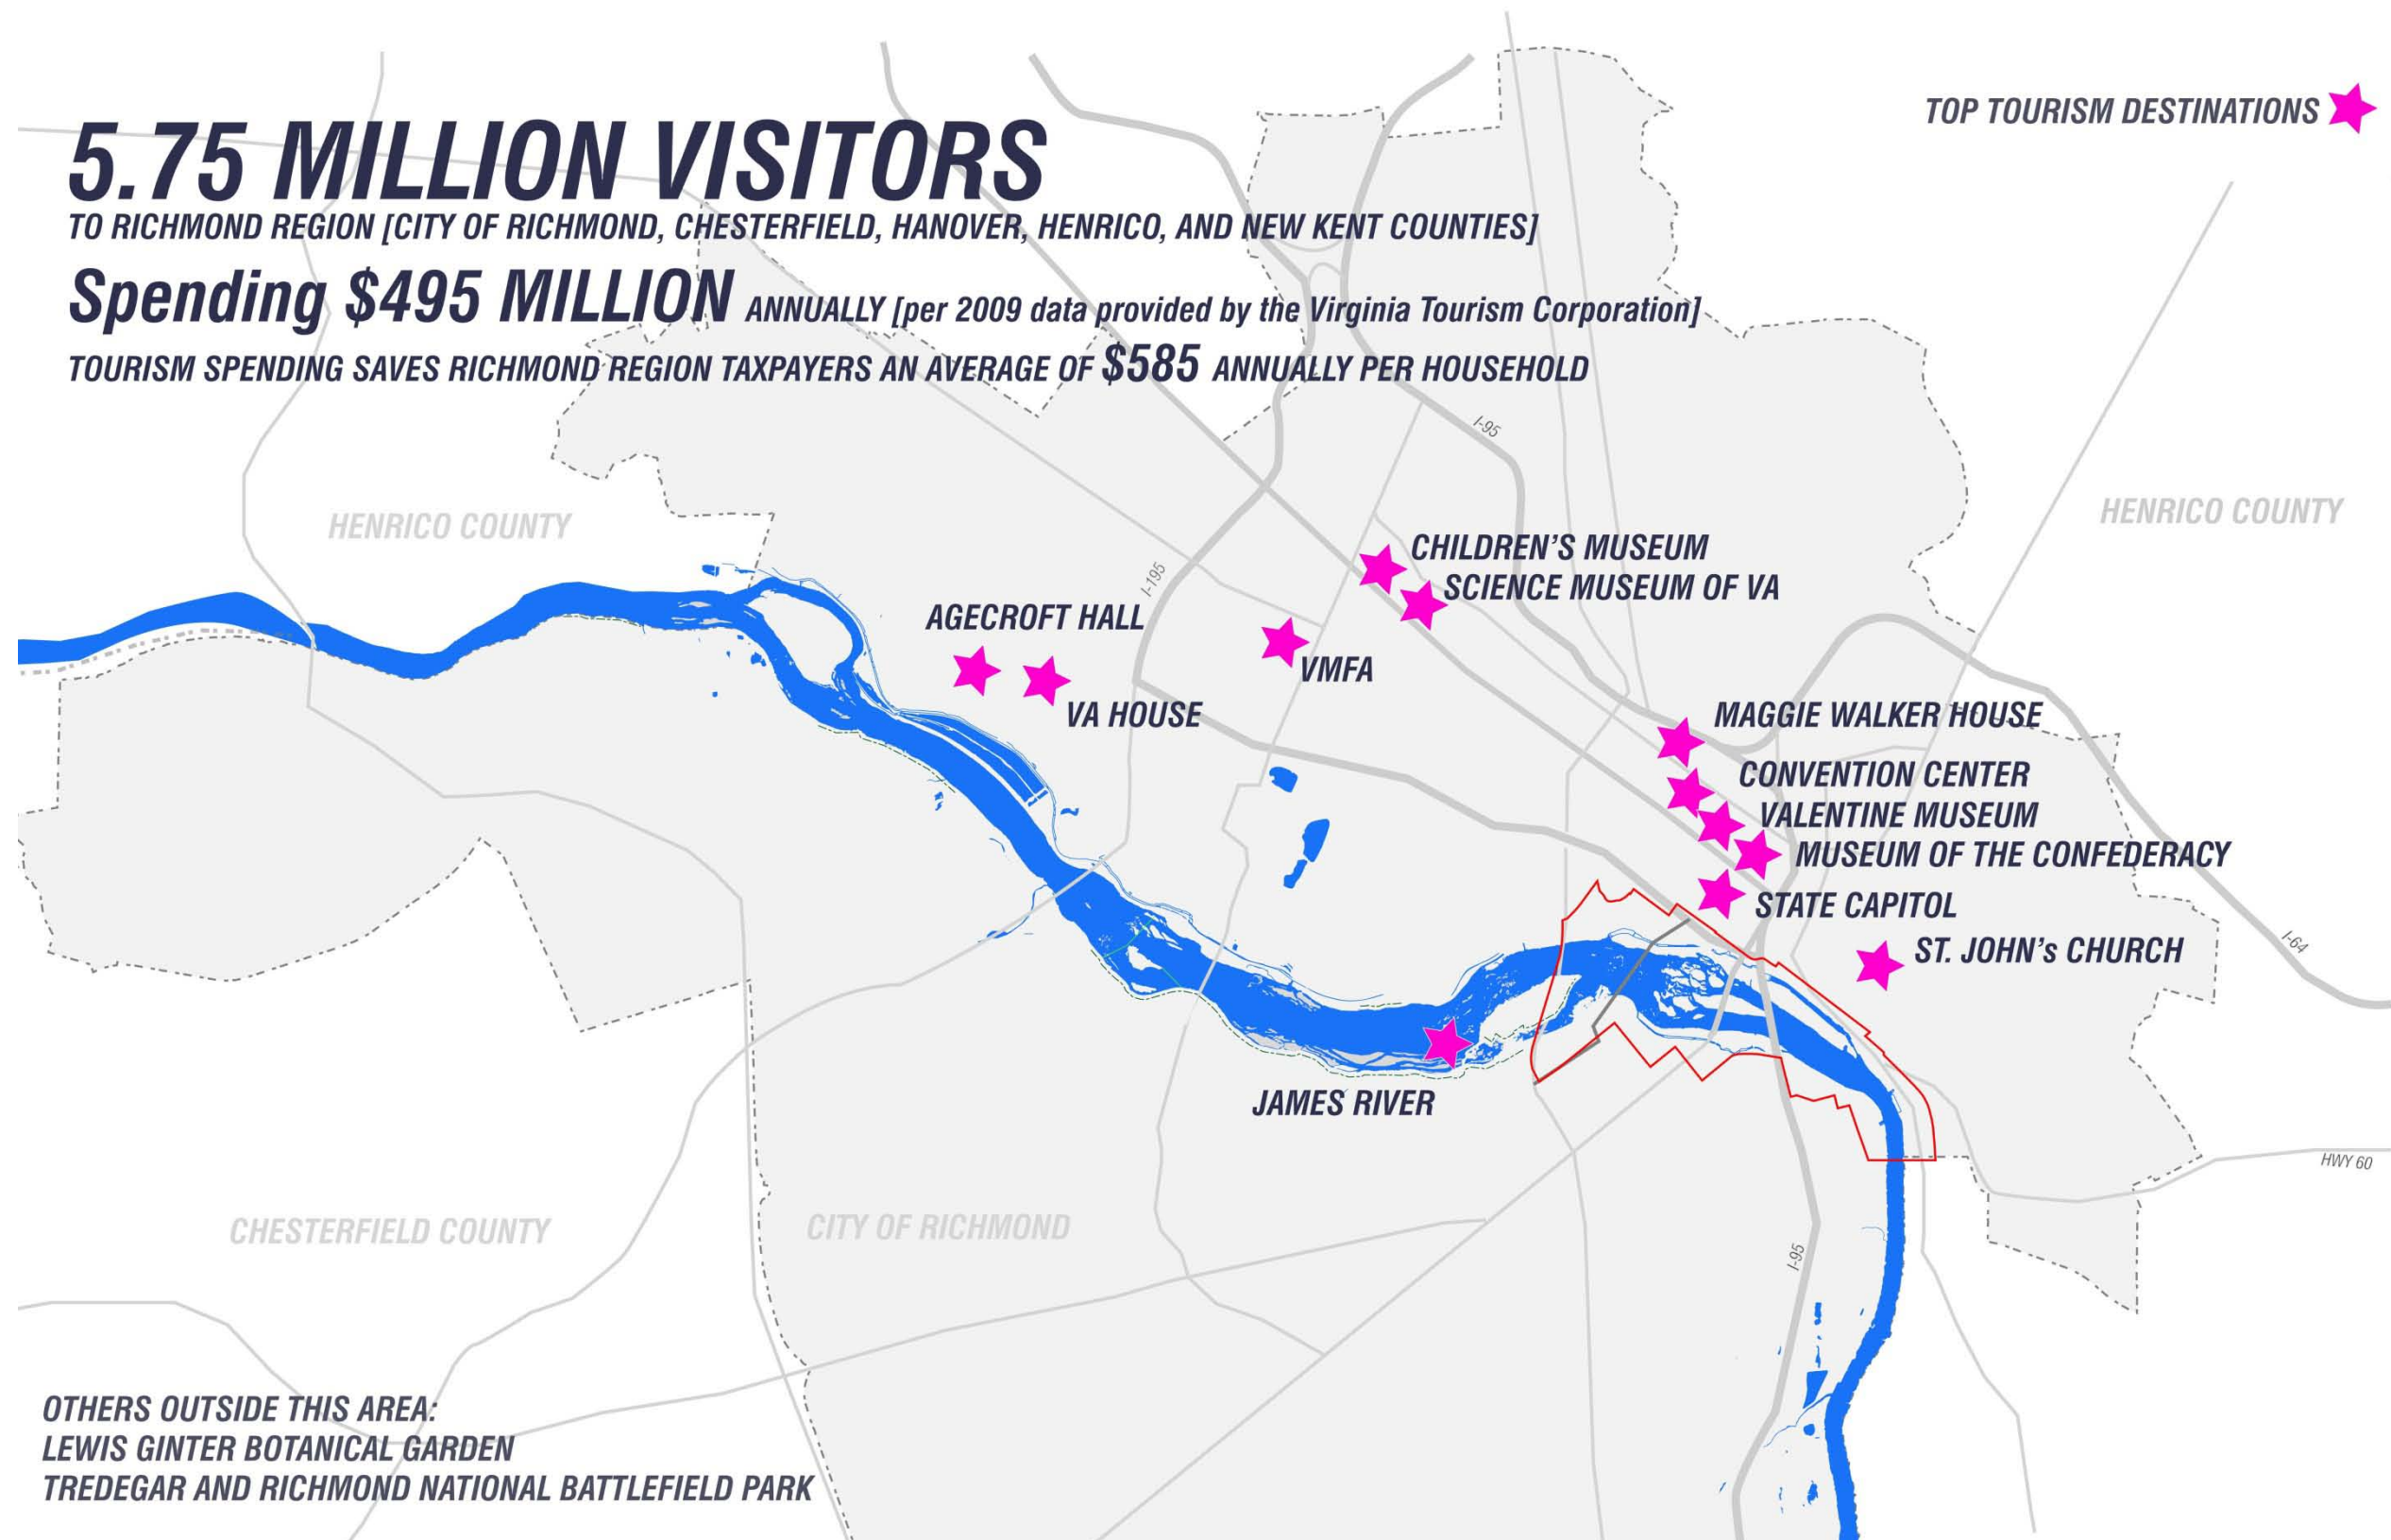 TOP TOURISM DESTINATIONS
5.75 MILLION VISITORS
TO RICHMOND REGION [CITY OF RICHMOND, CHESTERFIELD, HANOVER, HENRICO, AND NEW KENT COUNTIES]
Spending $495 MILLION ANNUALLY [per 2009 data provided by the Virginia Tourism Corporation]
TOURISM SPENDING SAVES RICHMOND REGION TAXPAYERS AN AVERAGE OF $585 ANNUALLY PER HOUSEHOLD
I-95
HENRICO COUNTY
HENRICO COUNTY
CHILDREN'S MUSEUM
I-195
SCIENCE MUSEUM OF VA
AGECROFT HALL
VMFA
VA HOUSE
MAGGIE WALKER HOUSE
CONVENTION CENTER
VALENTINE MUSEUM
MUSEUM OF THE CONFEDERACY
STATE CAPITOL
ST. JOHN's CHURCH
I-64
JAMES RIVER
HWY 60
CHESTERFIELD COUNTY
CITY OF RICHMOND
I-95
OTHERS OUTSIDE THIS AREA:
LEWIS GINTER BOTANICAL GARDEN
TREDEGAR AND RICHMOND NATIONAL BATTLEFIELD PARK